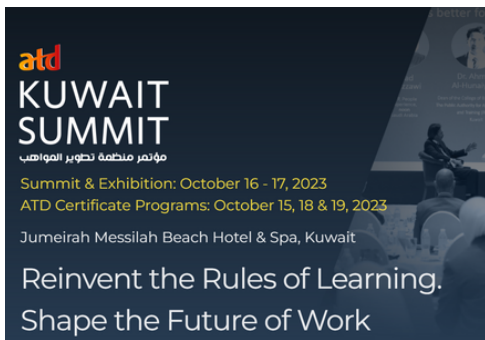 atd
KUWAIT
SUMMIT
مؤتمر منظمة تطوير المواهب
Summit & Exhibition: October 16 - 17, 2023
ATD Certificate Programs: October 15, 18 & 19, 2023
Jumeirah Messilah Beach Hotel & Spa, Kuwait
Reinvent the Rules of Learning.
Shape the Future of Work